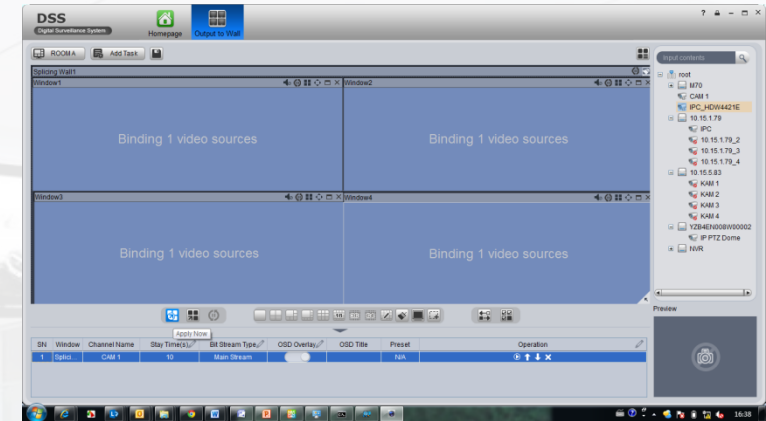 DSS
Digital Surveillance System
Homepage
Output to Wall
ROOM A
Add Task
Input contents
Splicing Wall1
Window1
Window2
Binding 1 video sources
Binding 1 video sources
Window3
Window4
Binding 1 video sources
Binding 1 video sources
root
M70
CAM 1
IPC_HDW4421E
10.15.1.79
IPC
10.15.1.79_2
10.15.1.79_3
10.15.1.79_4
10.15.5.83
KAM 1
KAM 2
KAM 3
KAM 4
YZB4EN008W00002
IP PTZ Dome
NVR
Apply Now
Preview
SN Window Channel Name Stay Time(s) Bit Stream Type OSD Overlay OSD Title Preset Operation
1 Splici... CAM 1 10 Main Stream N/A
16:38